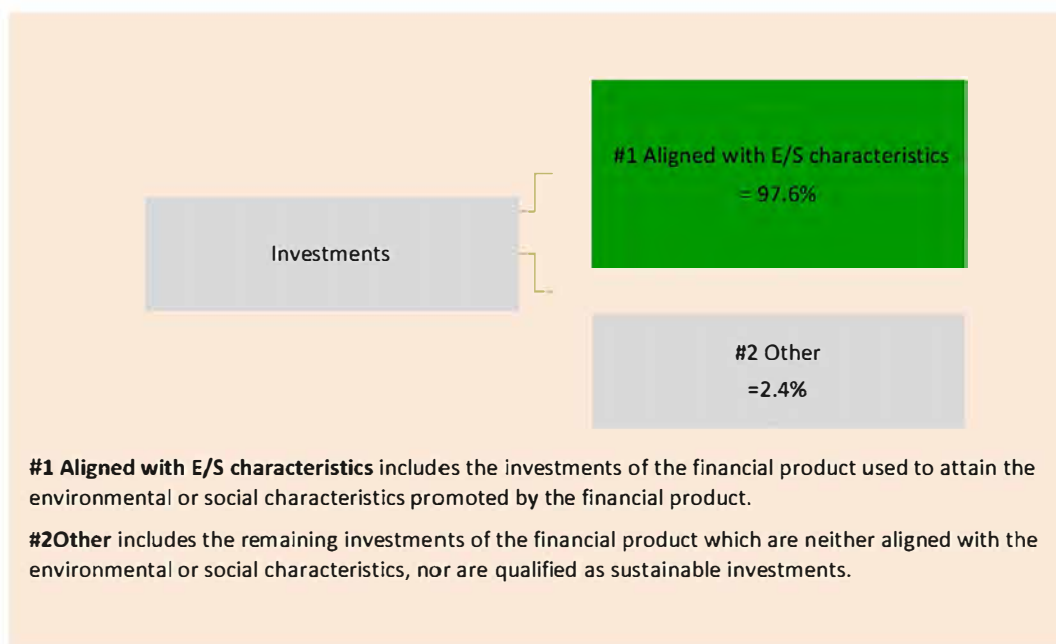 #1 Aligned with E/S characteristics
= 97.6%
Investments
#2 Other
=2.4%
#1 Aligned with E/S characteristics includes the investments of the financial product used to attain the
environmental or social characteristics promoted by the financial product.
#2Other includes the remaining investments of the financial product which are neither aligned with the
environmental or social characteristics, nor are qualified as sustainable investments.